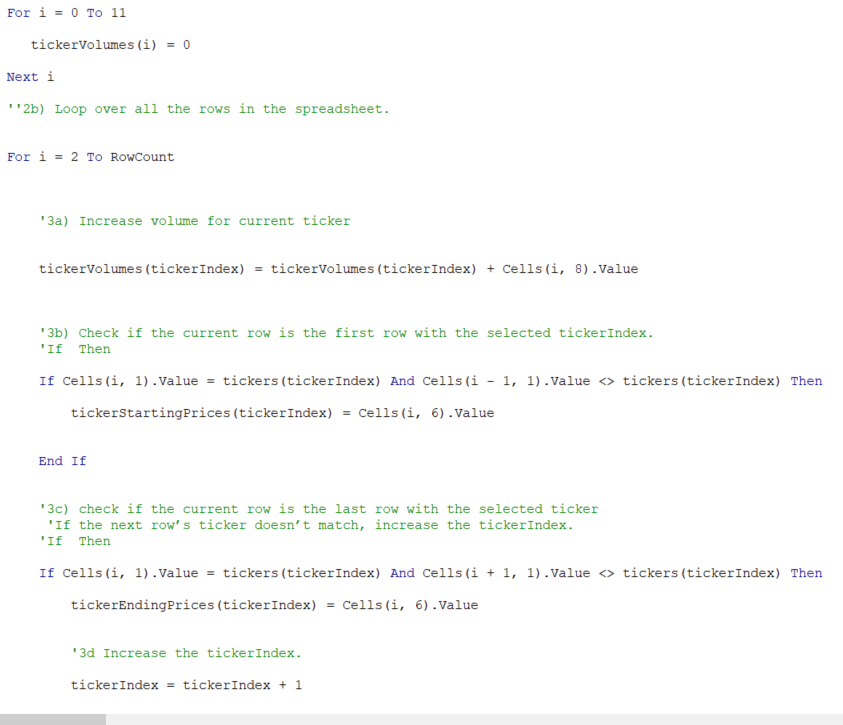 For i = 0 To 11
tickerVolumes(i) = 0
Next i
''2b) Loop over all the rows in the spreadsheet.
For i = 2 To RowCount
'3a) Increase volume for current ticker
tickerVolumes(tickerIndex) = tickerVolumes(tickerIndex) + Cells(i, 8).Value
'3b) Check if the current row is the first row with the selected tickerIndex.
'If  Then
If Cells(i, 1).Value = tickers(tickerIndex) And Cells(i - 1, 1).Value <> tickers(tickerIndex) Then
tickerStartingPrices(tickerIndex) = Cells(i, 6).Value
End If
'3c) check if the current row is the last row with the selected ticker
'If the next row’s ticker doesn’t match, increase the tickerIndex.
'If  Then
If Cells(i, 1).Value = tickers(tickerIndex) And Cells(i + 1, 1).Value <> tickers(tickerIndex) Then
tickerEndingPrices(tickerIndex) = Cells(i, 6).Value
'3d Increase the tickerIndex.
tickerIndex = tickerIndex + 1